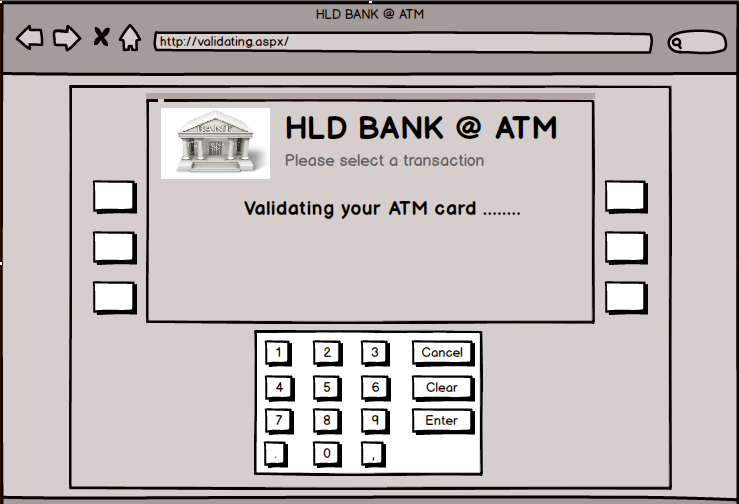 HLD BANK @ ATM
http://validating.aspx/
BANK
HLD BANK @ ATM
Please select a transaction
Validating your ATM card ........
1 2 3 Cancel
4 5 6 Clear
7 8 9 Enter
. 0 ,